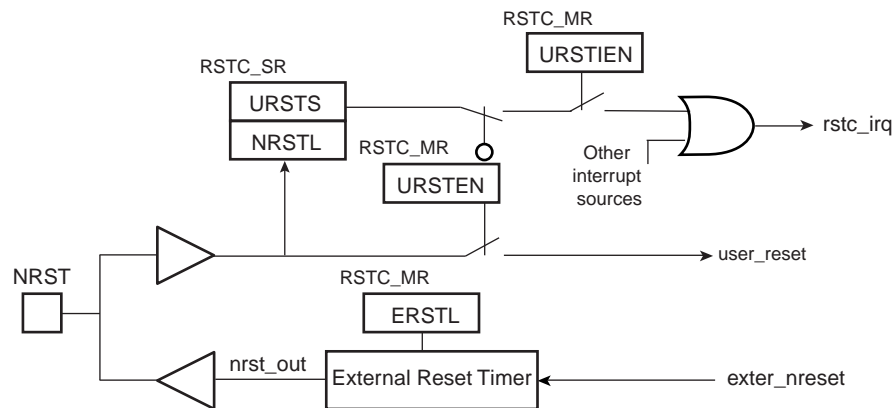 RSTC_MR
URSTIEN
RSTC_SR
URSTS
NRSTL
RSTC_MR
URSTEN
rstc_irq
Other
interrupt
sources
user_reset
NRST
RSTC_MR
ERSTL
nrst_out
External Reset Timer
exter_nreset